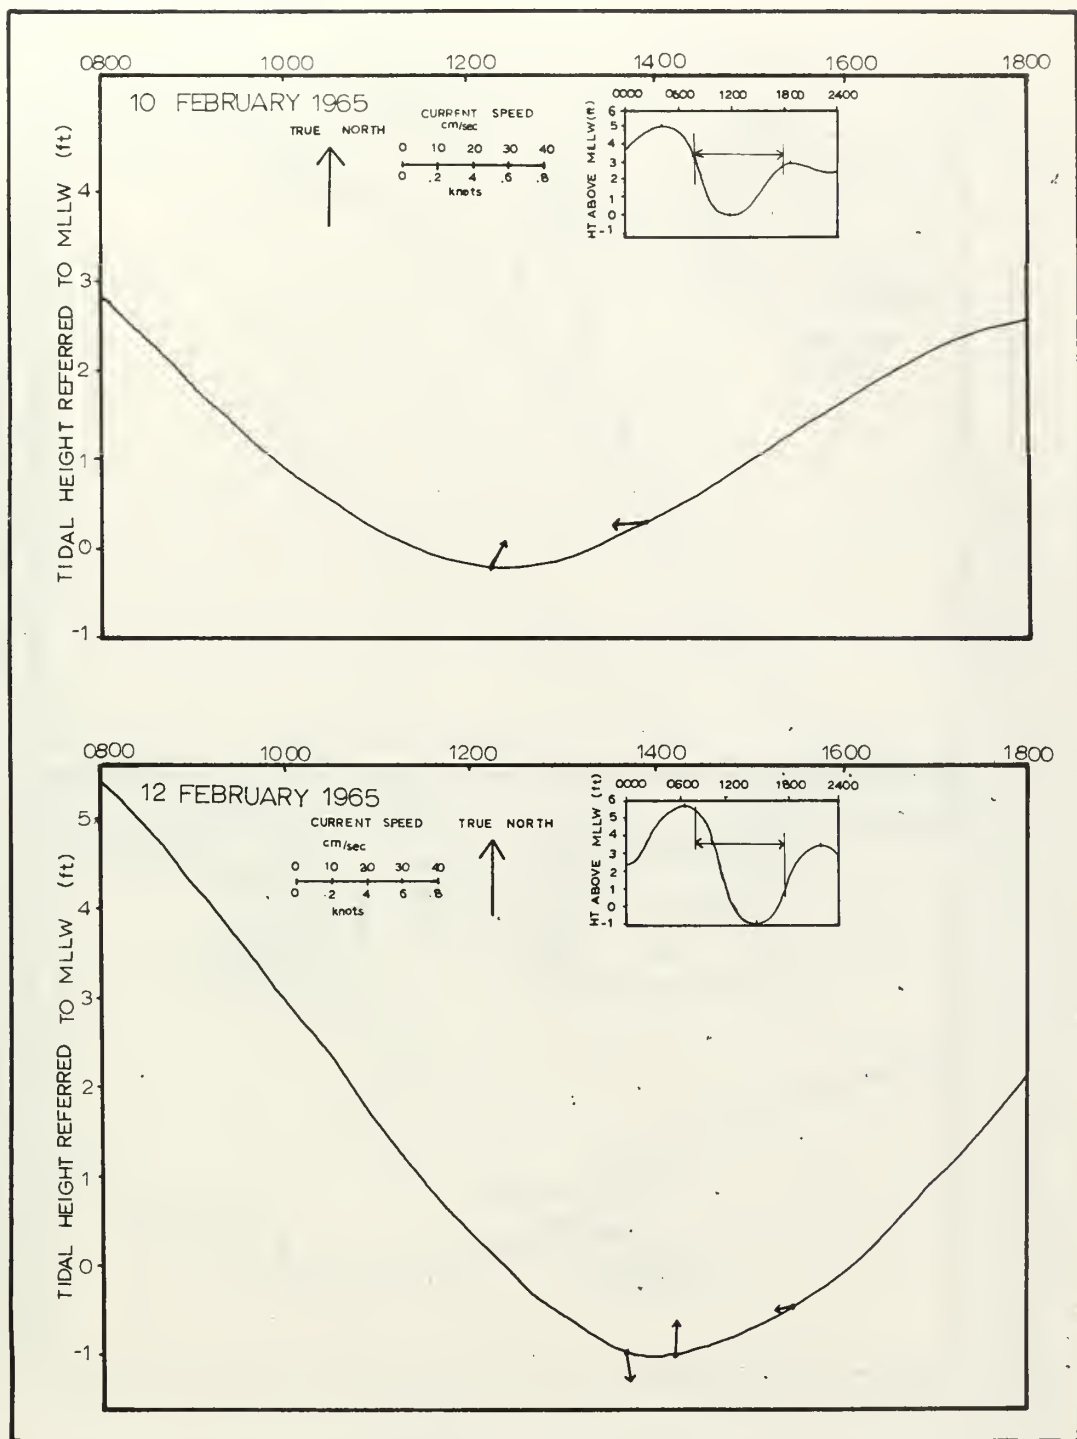 0800 1000 1200 1400 1600 1800
10 FEBRUARY 1965
TRUE NORTH
CURRENT SPEED
cm/sec
0 10 20 30 40
0 .2 .4 .6 .8
knots
0000 0600 1200 1800 2400
HT ABOVE MLLW (ft)
6
5
4
3
2
1
0
-1
TIDAL HEIGHT REFERRED TO MLLW (ft)
4
3
2
1
0
-1
0800 1000 1200 1400 1600 1800
12 FEBRUARY 1965
CURRENT SPEED
cm/sec
0 10 20 30 40
0 .2 4 6 .8
knots
TRUE NORTH
0000 0600 1200 1800 2400
HT ABOVE MLLW (ft)
6
5
4
3
2
1
0
-1
TIDAL HEIGHT REFERRED TO MLLW (ft)
5
4
3
2
1
0
-1